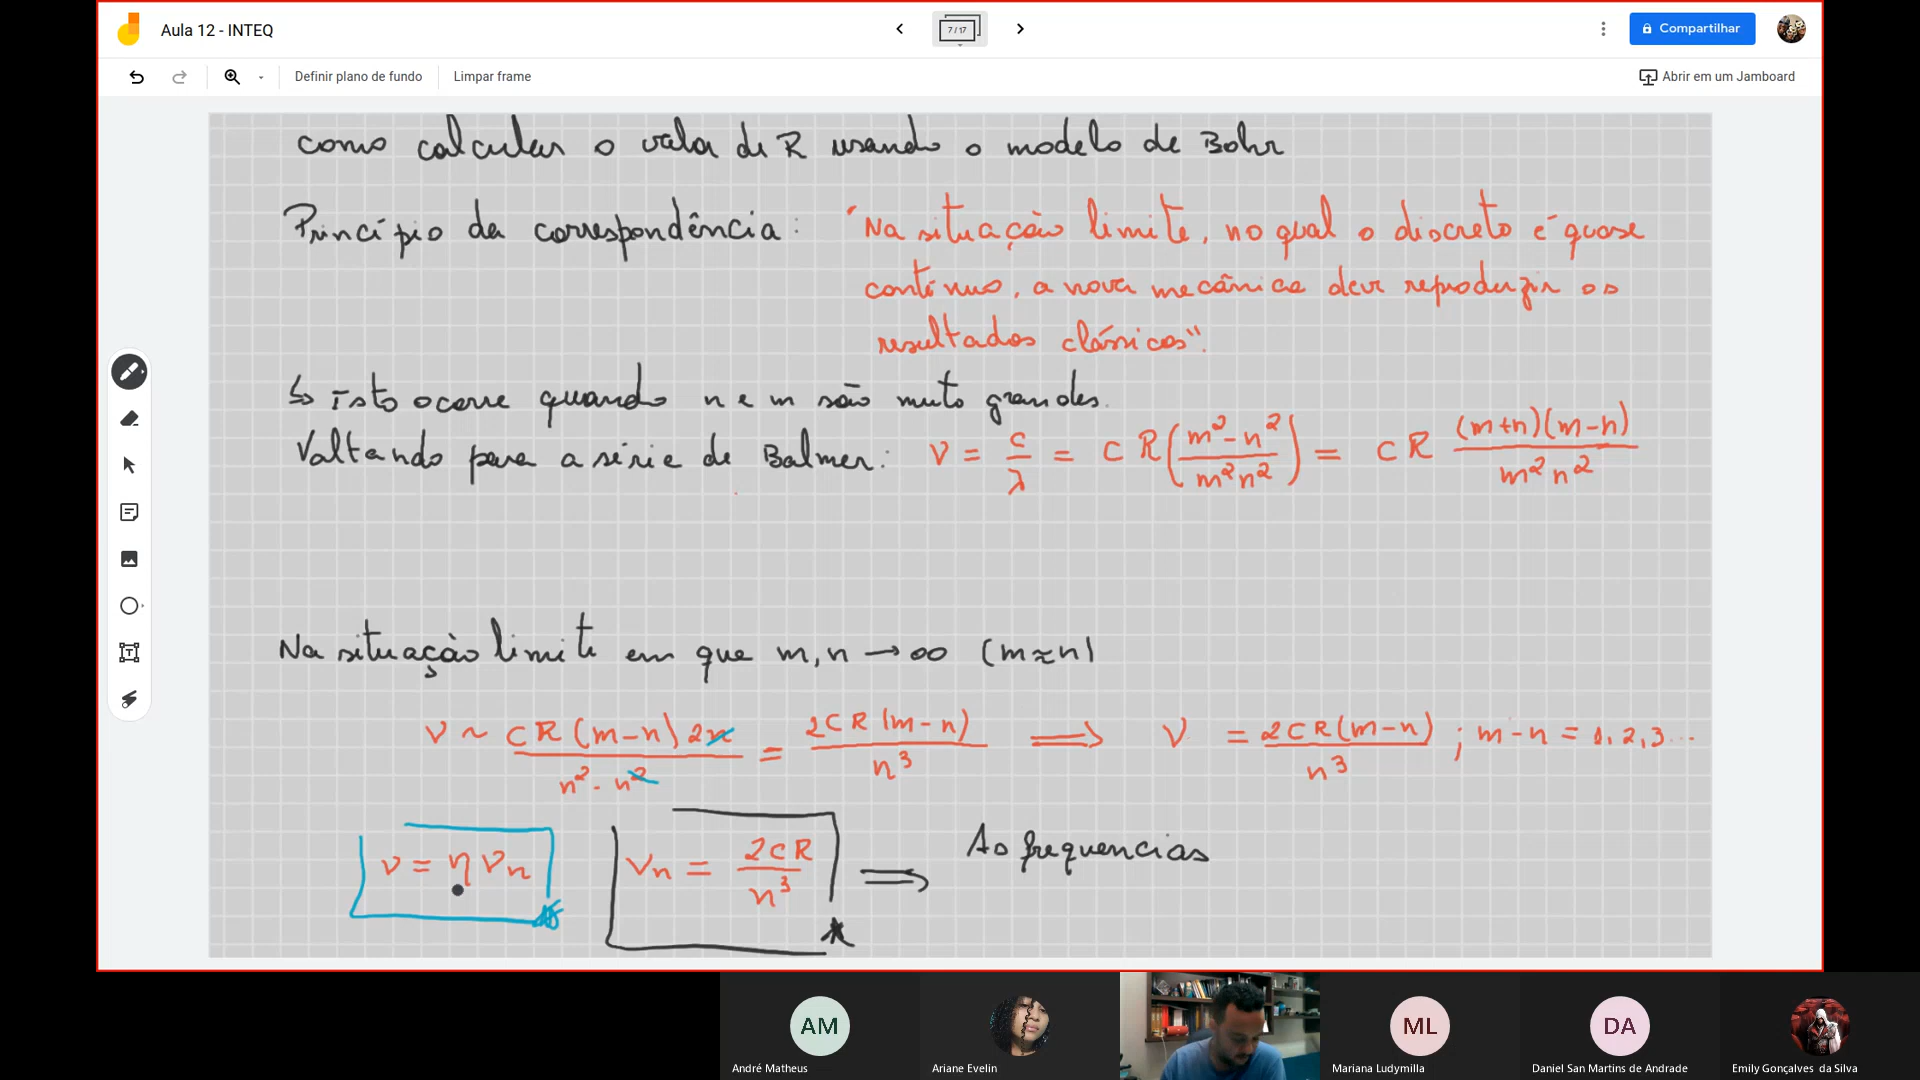 Aula 12 - INTEQ
7 / 17
Compartilhar
Definir plano de fundo
Limpar frame
Abrir em um Jamboard
como calcular o valor de R usando o modelo de Bohr
Princípio da correspondência: "Na situação limite, no qual o discreto é quase
contínuo, a nova mecânica deve reproduzir os
resultados clássicos".
↳ isto ocorre quando n e m são muto grandes.
Voltando para a série de Balmer: ν = c/λ = C R ((m² - n²)/(m²n²)) = C R (m+n)(m-n)/(m²n²)
Na situação limite em que m, n → ∞ (m ≈ n)
ν ~ CR(m-n) 2n/(n² · n²) = 2CR(m-n)/n³ ⟹ ν = 2CR(m-n)/n³ ; m-n = 1, 2, 3...
ν = η νn
νn = 2CR/n³ ⟹ As frequencias
AM
ML
DA
André Matheus
Ariane Evelin
Mariana Ludymilla
Daniel San Martins de Andrade
Emily Gonçalves da Silva